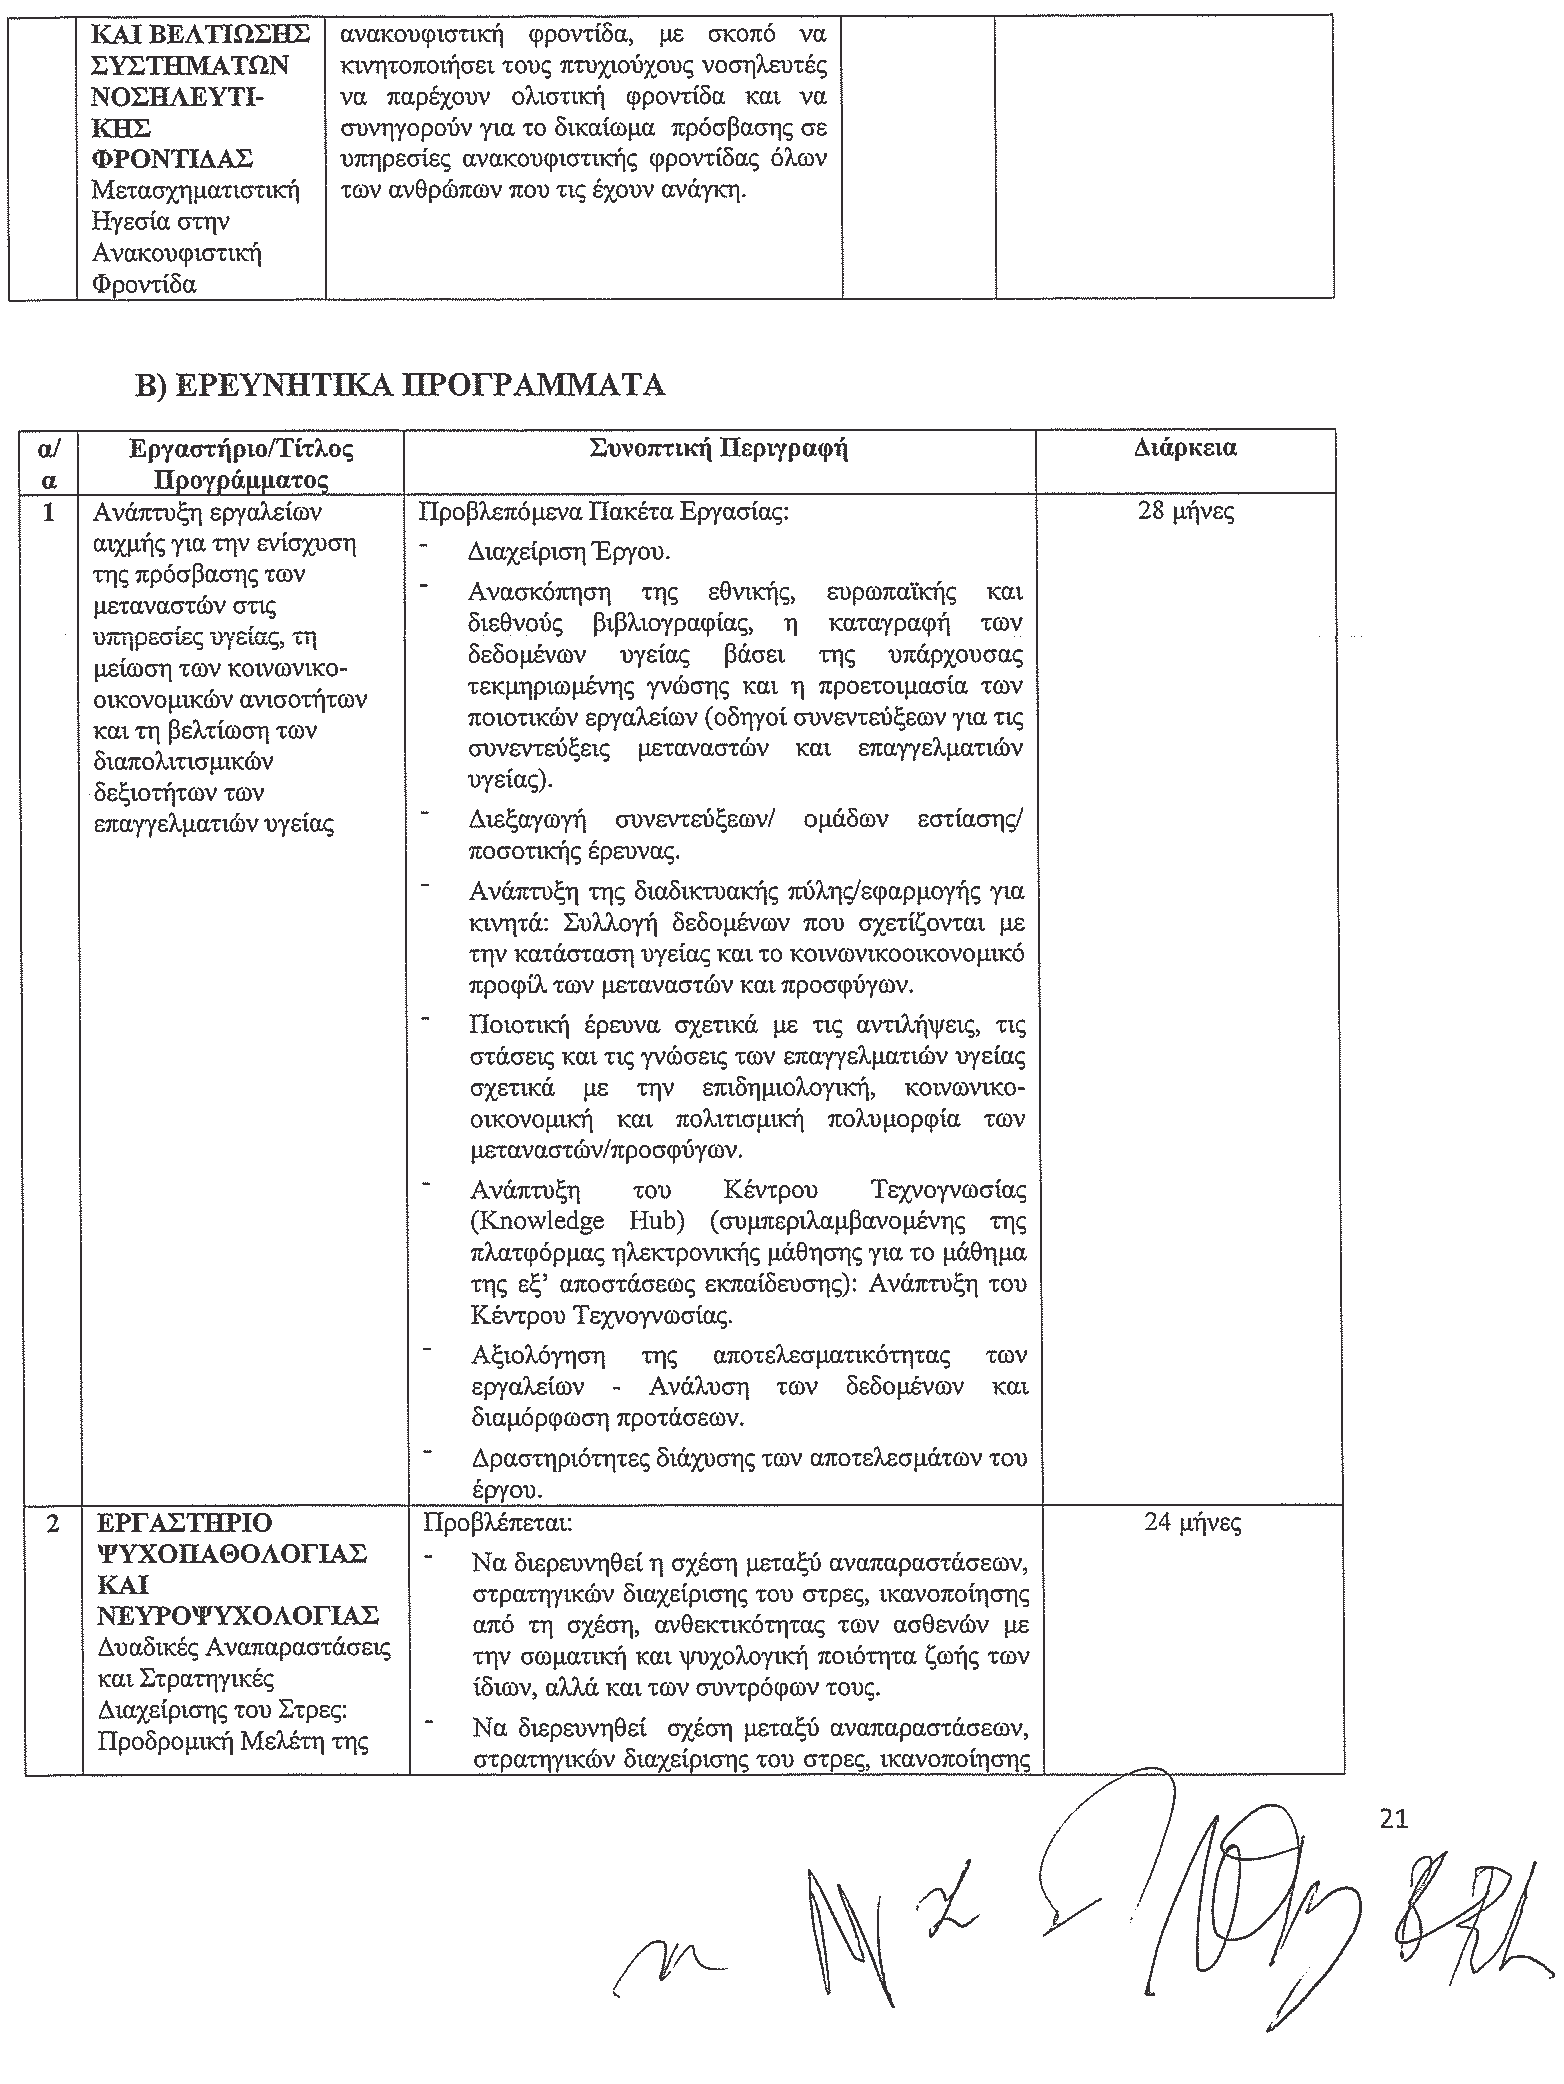 ΚΑΙ ΒΕΛΤΙΩΣΗΣ
ΣΥΣΤΗΜΑΤΩΝ
ΝΟΣΗΛΕΥΤΙ-
ΚΗΣ
ΦΡΟΝΤΙΔΑΣ
Μετασχηματιστική
Ηγεσία στην
Ανακουφιστική
Φροντίδα
ανακουφιστική φροντίδα, με σκοπό να
κινητοποιήσει τους πτυχιούχους νοσηλευτές
να παρέχουν ολιστική φροντίδα και να
συνηγορούν για το δικαίωμα πρόσβασης σε
υπηρεσίες ανακουφιστικής φροντίδας όλων
των ανθρώπων που τις έχουν ανάγκη.
Β) ΕΡΕΥΝΗΤΙΚΑ ΠΡΟΓΡΑΜΜΑΤΑ
α/
α
Εργαστήριο/Τίτλος
Προγράμματος
Συνοπτική Περιγραφή
Διάρκεια
1
Ανάπτυξη εργαλείων
αιχμής για την ενίσχυση
της πρόσβασης των
μεταναστών στις
υπηρεσίες υγείας, τη
μείωση των κοινωνικο-
οικονομικών ανισοτήτων
και τη βελτίωση των
διαπολιτισμικών
δεξιοτήτων των
επαγγελματιών υγείας
Προβλεπόμενα Πακέτα Εργασίας:
- Διαχείριση Έργου.
- Ανασκόπηση της εθνικής, ευρωπαϊκής και
διεθνούς βιβλιογραφίας, η καταγραφή των
δεδομένων υγείας βάσει της υπάρχουσας
τεκμηριωμένης γνώσης και η προετοιμασία των
ποιοτικών εργαλείων (οδηγοί συνεντεύξεων για τις
συνεντεύξεις μεταναστών και επαγγελματιών
υγείας).
- Διεξαγωγή συνεντεύξεων/ ομάδων εστίασης/
ποσοτικής έρευνας.
- Ανάπτυξη της διαδικτυακής πύλης/εφαρμογής για
κινητά: Συλλογή δεδομένων που σχετίζονται με
την κατάσταση υγείας και το κοινωνικοοικονομικό
προφίλ των μεταναστών και προσφύγων.
- Ποιοτική έρευνα σχετικά με τις αντιλήψεις, τις
στάσεις και τις γνώσεις των επαγγελματιών υγείας
σχετικά με την επιδημιολογική, κοινωνικο-
οικονομική και πολιτισμική πολυμορφία των
μεταναστών/προσφύγων.
- Ανάπτυξη του Κέντρου Τεχνογνωσίας
(Knowledge Hub) (συμπεριλαμβανομένης της
πλατφόρμας ηλεκτρονικής μάθησης για το μάθημα
της εξ’ αποστάσεως εκπαίδευσης): Ανάπτυξη του
Κέντρου Τεχνογνωσίας.
- Αξιολόγηση της αποτελεσματικότητας των
εργαλείων - Ανάλυση των δεδομένων και
διαμόρφωση προτάσεων.
- Δραστηριότητες διάχυσης των αποτελεσμάτων του
έργου.
28 μήνες
2
ΕΡΓΑΣΤΗΡΙΟ
ΨΥΧΟΠΑΘΟΛΟΓΙΑΣ
ΚΑΙ
ΝΕΥΡΟΨΥΧΟΛΟΓΙΑΣ
Δυαδικές Αναπαραστάσεις
και Στρατηγικές
Διαχείρισης του Στρες:
Προδρομική Μελέτη της
Προβλέπεται:
- Να διερευνηθεί η σχέση μεταξύ αναπαραστάσεων,
στρατηγικών διαχείρισης του στρες, ικανοποίησης
από τη σχέση, ανθεκτικότητας των ασθενών με
την σωματική και ψυχολογική ποιότητα ζωής των
ίδιων, αλλά και των συντρόφων τους.
- Να διερευνηθεί σχέση μεταξύ αναπαραστάσεων,
στρατηγικών διαχείρισης του στρες, ικανοποίησης
24 μήνες
21